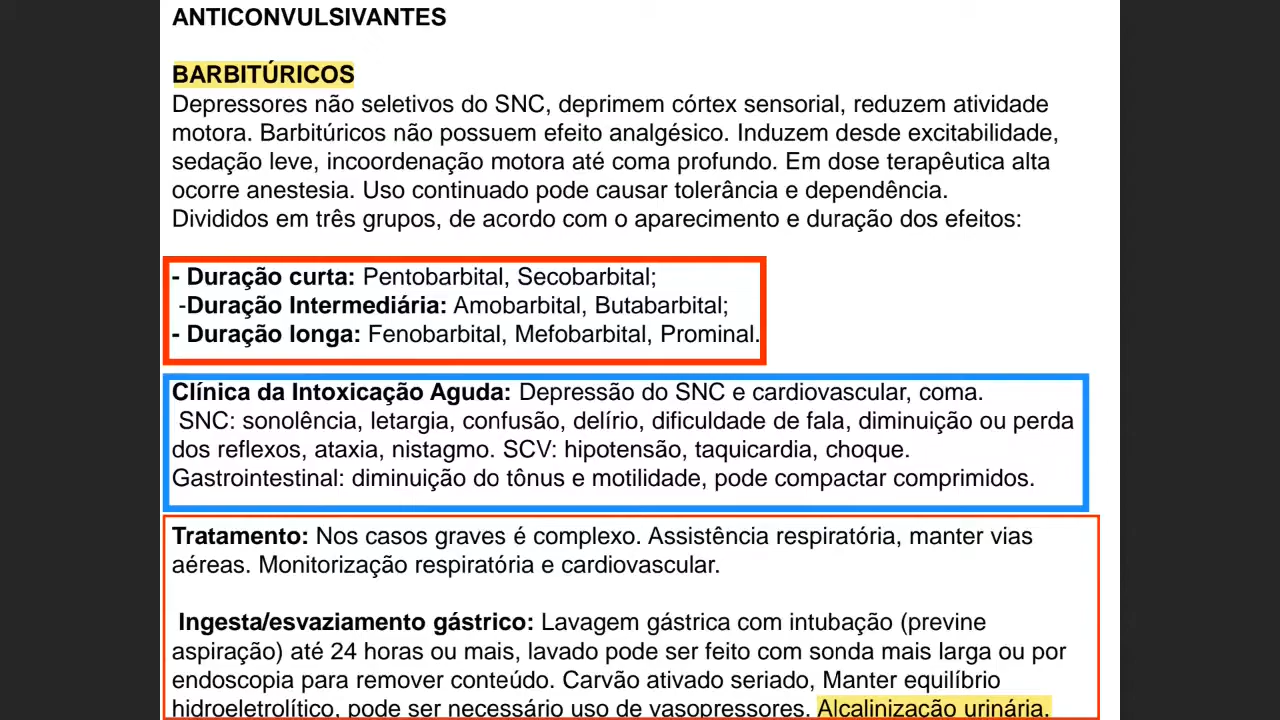 ANTICONVULSIVANTES
BARBITÚRICOS
Depressores não seletivos do SNC, deprimem córtex sensorial, reduzem atividade
motora. Barbitúricos não possuem efeito analgésico. Induzem desde excitabilidade,
sedação leve, incoordenação motora até coma profundo. Em dose terapêutica alta
ocorre anestesia. Uso continuado pode causar tolerância e dependência.
Divididos em três grupos, de acordo com o aparecimento e duração dos efeitos:
- Duração curta: Pentobarbital, Secobarbital;
-Duração Intermediária: Amobarbital, Butabarbital;
- Duração longa: Fenobarbital, Mefobarbital, Prominal.
Clínica da Intoxicação Aguda: Depressão do SNC e cardiovascular, coma.
SNC: sonolência, letargia, confusão, delírio, dificuldade de fala, diminuição ou perda
dos reflexos, ataxia, nistagmo. SCV: hipotensão, taquicardia, choque.
Gastrointestinal: diminuição do tônus e motilidade, pode compactar comprimidos.
Tratamento: Nos casos graves é complexo. Assistência respiratória, manter vias
aéreas. Monitorização respiratória e cardiovascular.
Ingesta/esvaziamento gástrico: Lavagem gástrica com intubação (previne
aspiração) até 24 horas ou mais, lavado pode ser feito com sonda mais larga ou por
endoscopia para remover conteúdo. Carvão ativado seriado, Manter equilíbrio
hidroeletrolítico, pode ser necessário uso de vasopressores. Alcalinização urinária.